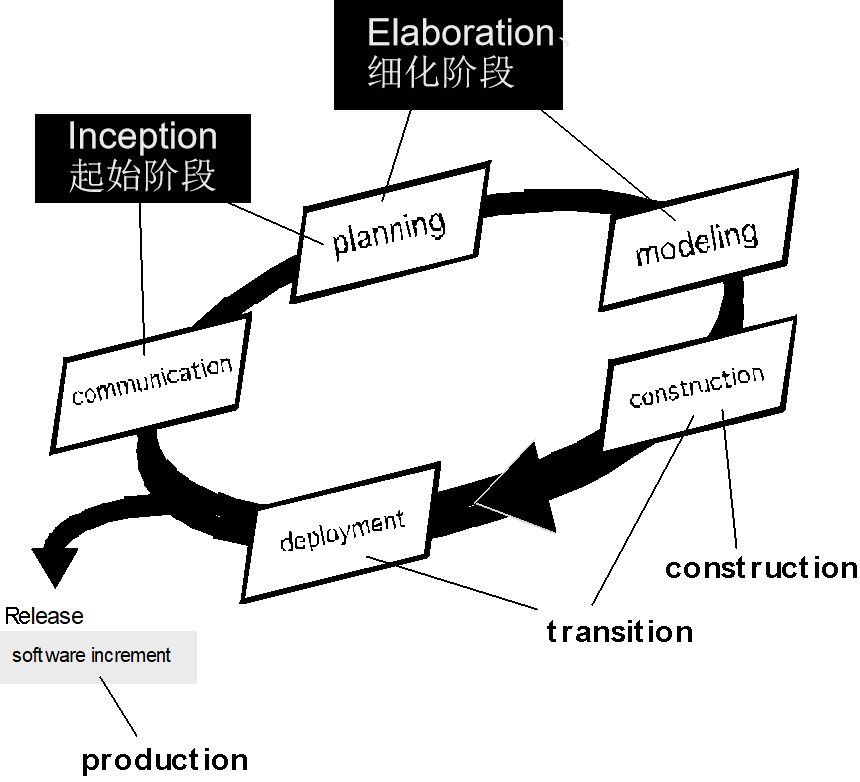 Elaboration
细化阶段
Inception
起始阶段
planning
modeling
communication
construction
deployment
construction
Release
transition
software increment
production